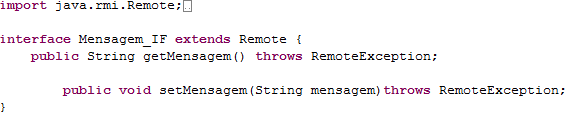 import java.rmi.Remote;

interface Mensagem_IF extends Remote {
    public String getMensagem() throws RemoteException;

        public void setMensagem(String mensagem)throws RemoteException;
}